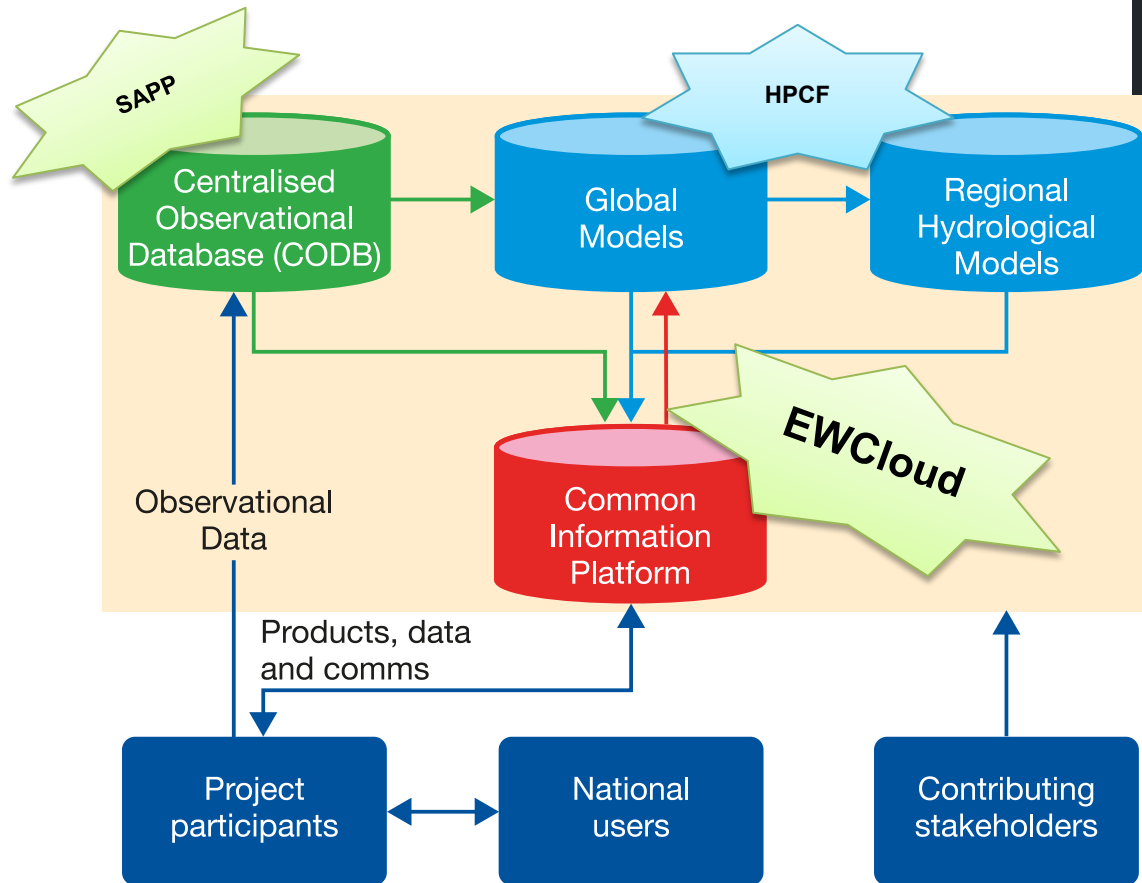 SAPP
HPCF
Centralised
Observational
Database (CODB)
Global
Models
Regional
Hydrological
Models
EWCloud
Common
Information
Platform
Observational
Data
Products, data
and comms
Project
participants
National
users
Contributing
stakeholders